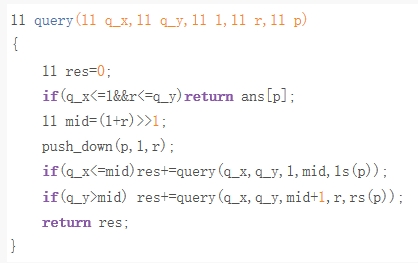 ll query(ll q_x,ll q_y,ll l,ll r,ll p)
{
    ll res=0;
    if(q_x<=l&&r<=q_y)return ans[p];
    ll mid=(l+r)>>1;
    push_down(p,l,r);
    if(q_x<=mid)res+=query(q_x,q_y,l,mid,ls(p));
    if(q_y>mid) res+=query(q_x,q_y,mid+1,r,rs(p));
    return res;
}